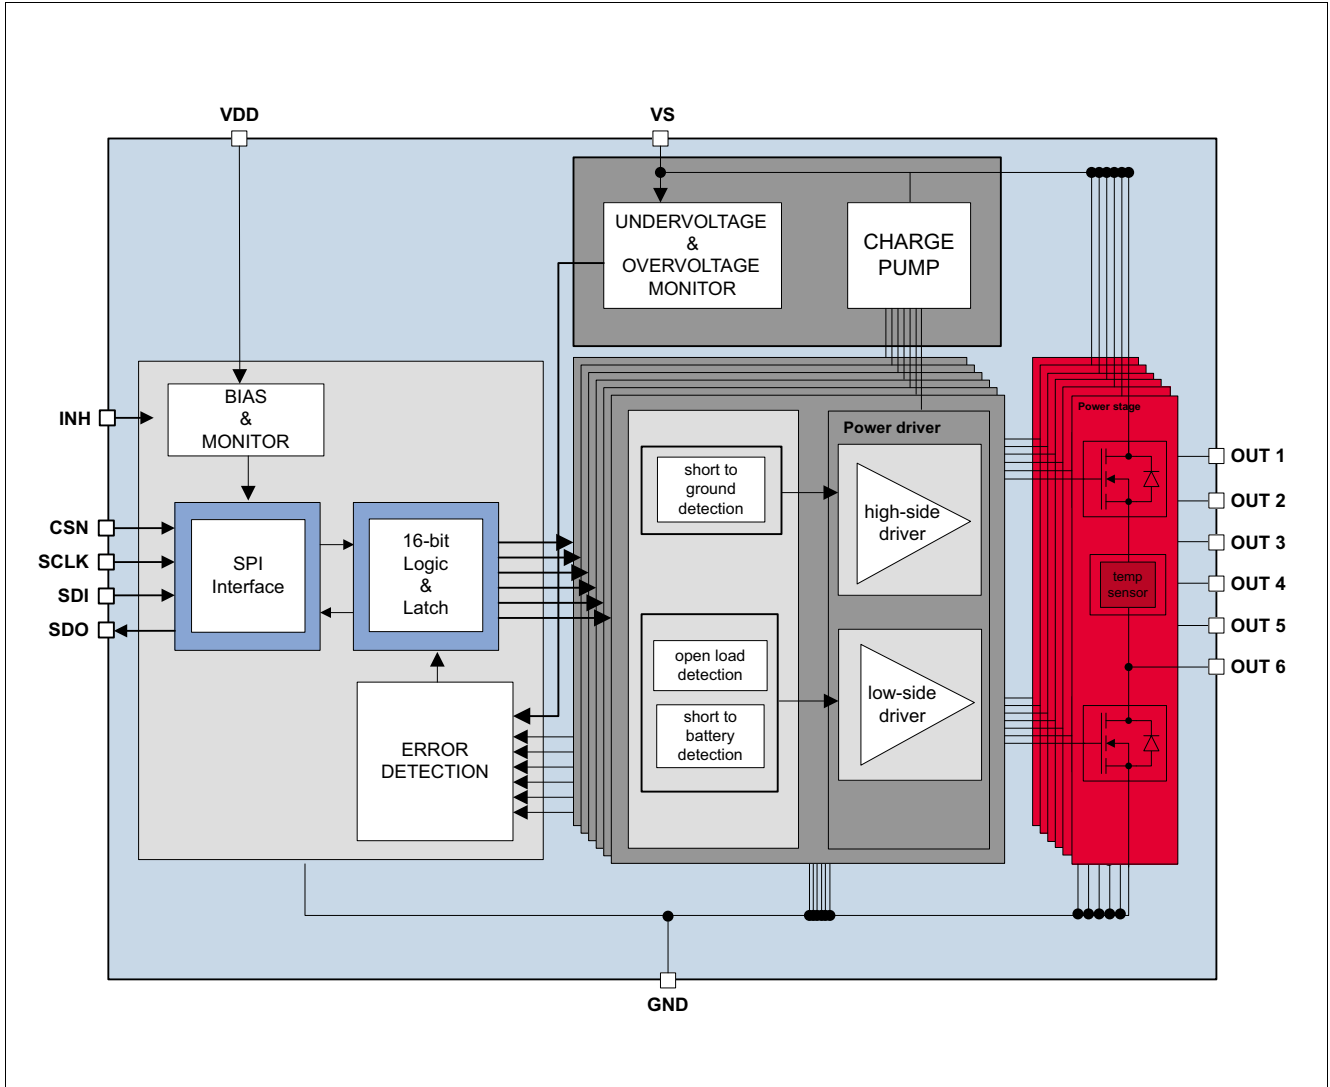 VDD
VS
UNDERVOLTAGE
&
OVERVOLTAGE
MONITOR
CHARGE
PUMP
INH
BIAS
&
MONITOR
CSN
SCLK
SDI
SDO
SPI
Interface
16-bit
Logic
&
Latch
ERROR
DETECTION
short to
ground
detection
open load
detection
short to
battery
detection
Power driver
high-side
driver
low-side
driver
Power stage
temp
sensor
OUT 1
OUT 2
OUT 3
OUT 4
OUT 5
OUT 6
GND